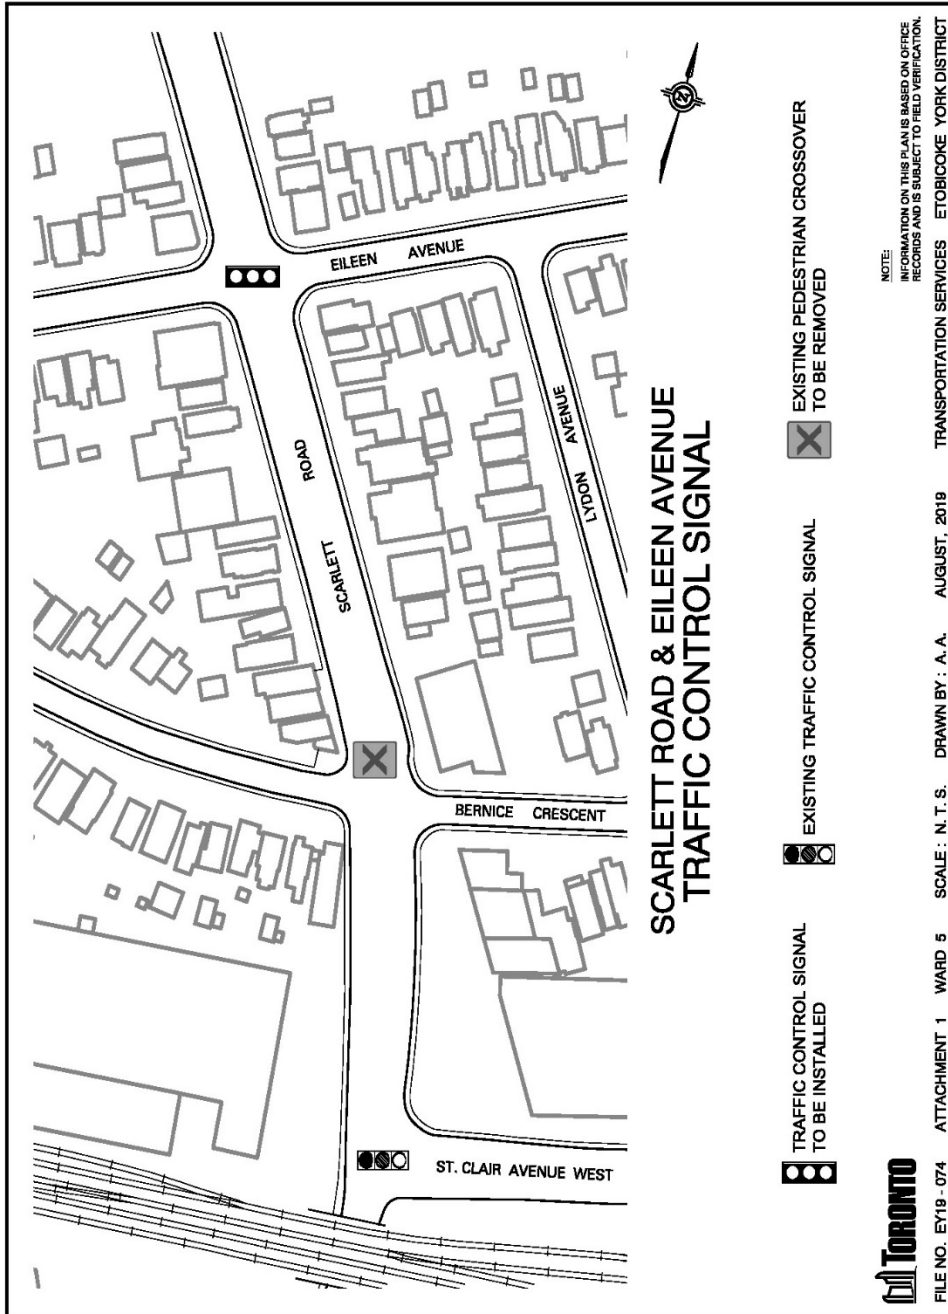 EILEEN AVENUE
SCARLETT ROAD
LYDON AVENUE
BERNICE CRESCENT
ST. CLAIR AVENUE WEST
N
SCARLETT ROAD & EILEEN AVENUE
TRAFFIC CONTROL SIGNAL
TRAFFIC CONTROL SIGNAL
TO BE INSTALLED
EXISTING TRAFFIC CONTROL SIGNAL
X
EXISTING PEDESTRIAN CROSSOVER
TO BE REMOVED
X
NOTE:
INFORMATION ON THIS PLAN IS BASED ON OFFICE
RECORDS AND IS SUBJECT TO FIELD VERIFICATION.
TORONTO
FILE NO. EY19 - 074 ATTACHMENT 1 WARD 5 SCALE : N. T. S. DRAWN BY : A. A. AUGUST, 2019 TRANSPORTATION SERVICES ETOBICOKE YORK DISTRICT